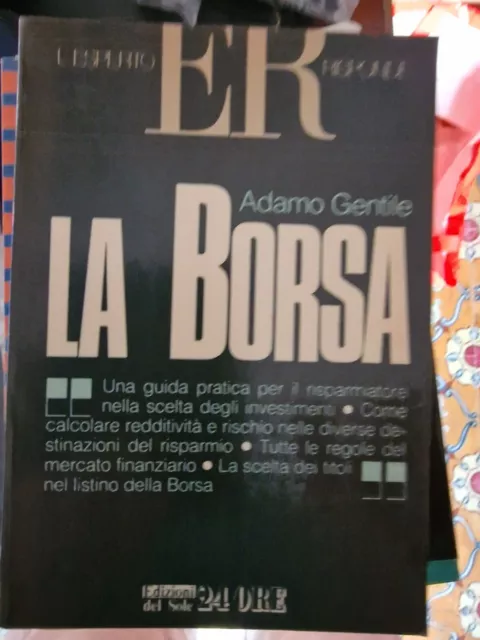 L'ESPERTO ER RISPONDE
Adamo Gentile
LA BORSA
Una guida pratica per il risparmiatore
nella scelta degli investimenti • Come
calcolare redditività e rischio nelle diverse de-
stinazioni del risparmio • Tutte le regole del
mercato finanziario • La scelta dei titoli
nel listino della Borsa
Edizioni
del Sole 24 ORE